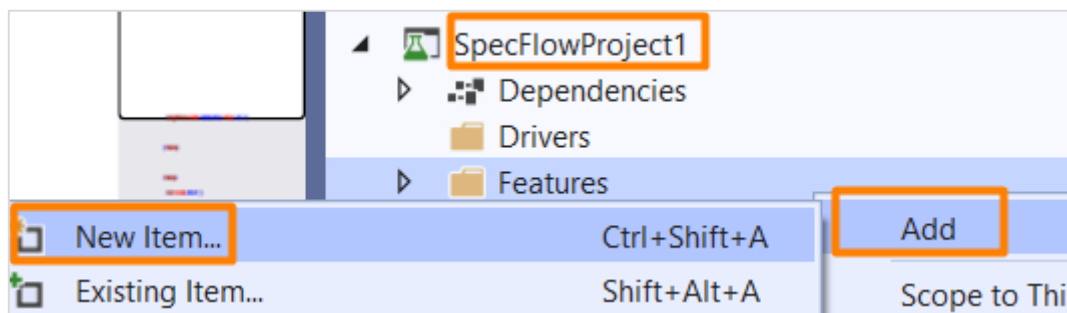 SpecFlowProject1
Dependencies
Drivers
Features
New Item... Ctrl+Shift+A Add
Existing Item... Shift+Alt+A Scope to Thi